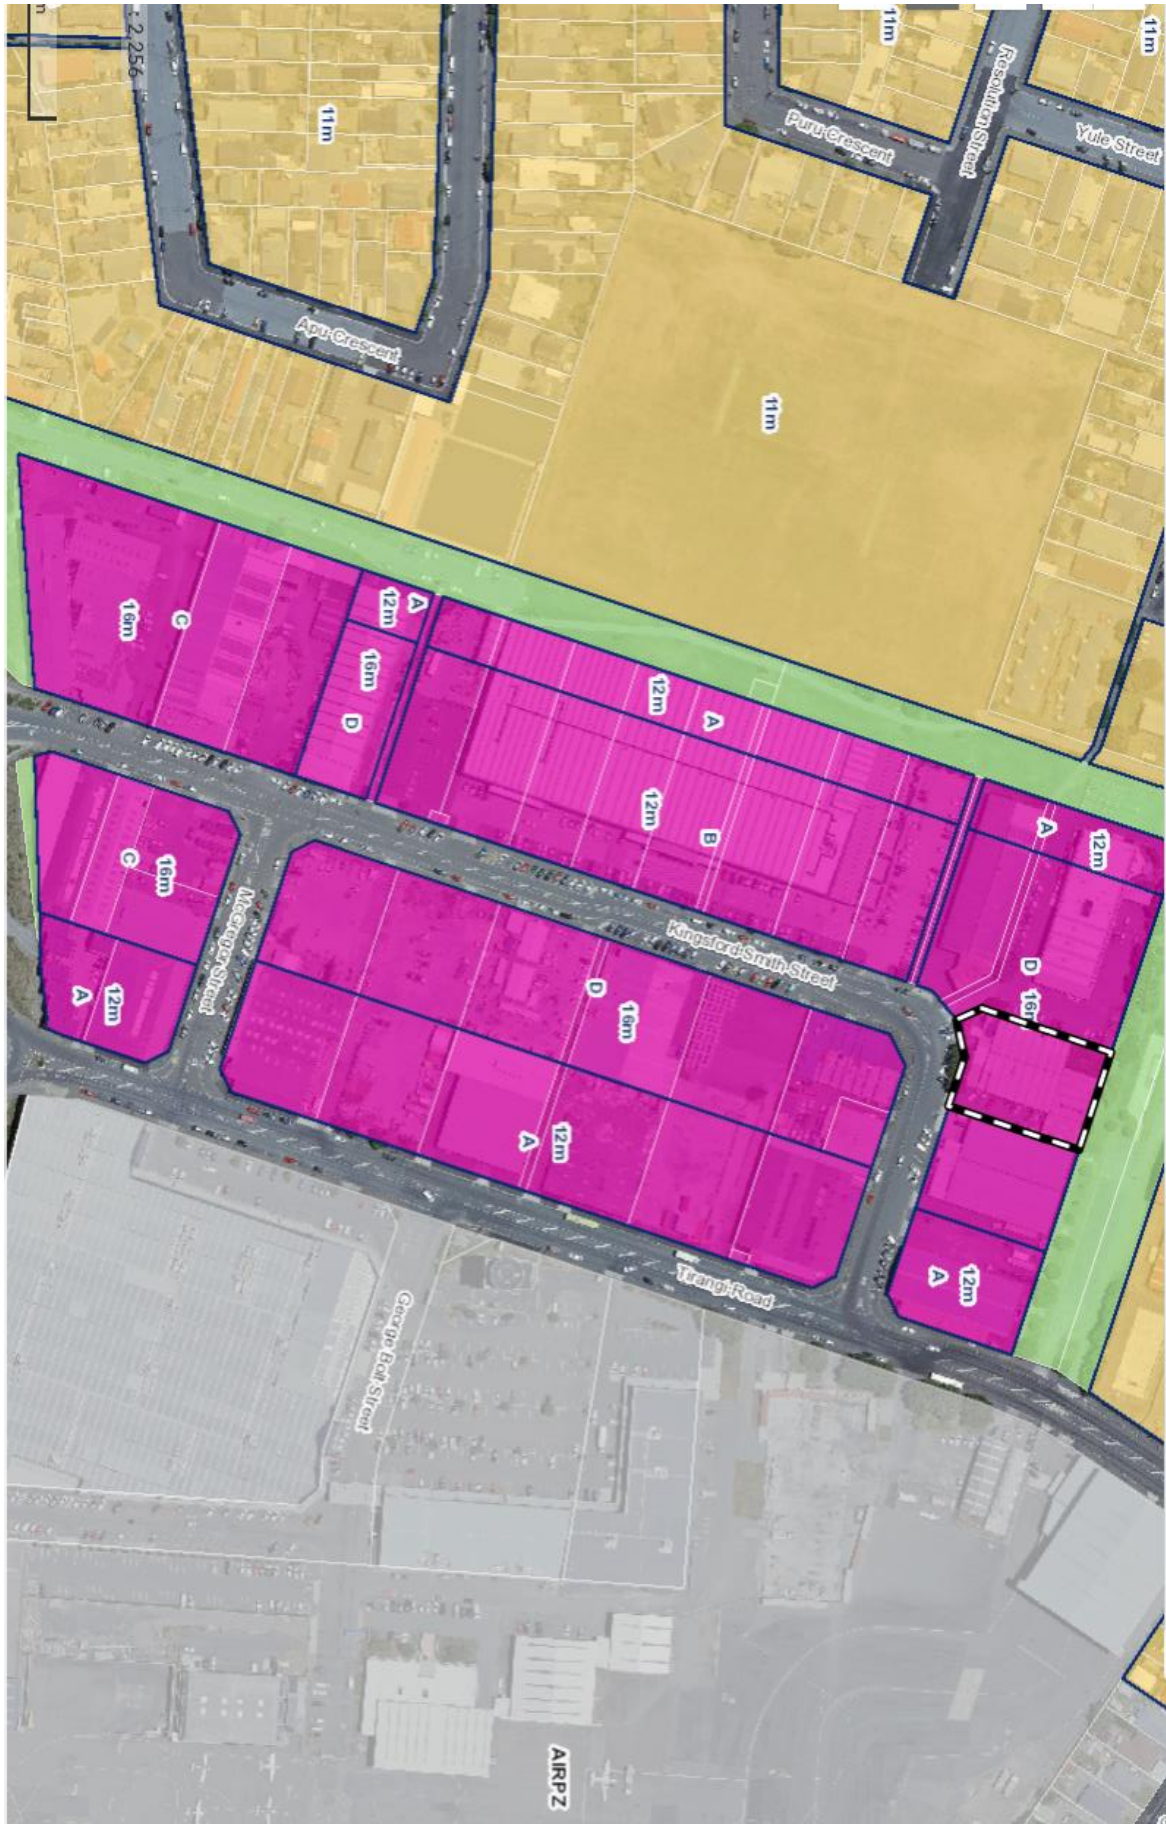 : 2,256
m
11m
11m
11m
Resolution Street
Yule Street
Puru Crescent
Apu Crescent
11m
A
12m
16m
D
C
16m
12m
A
12m
B
A
12m
D
16m
C
16m
McGregor Street
12m
A
Kingsford Smith Street
D
16m
12m
A
12m
A
Tirangi Road
George Bolt Street
AIRPZ